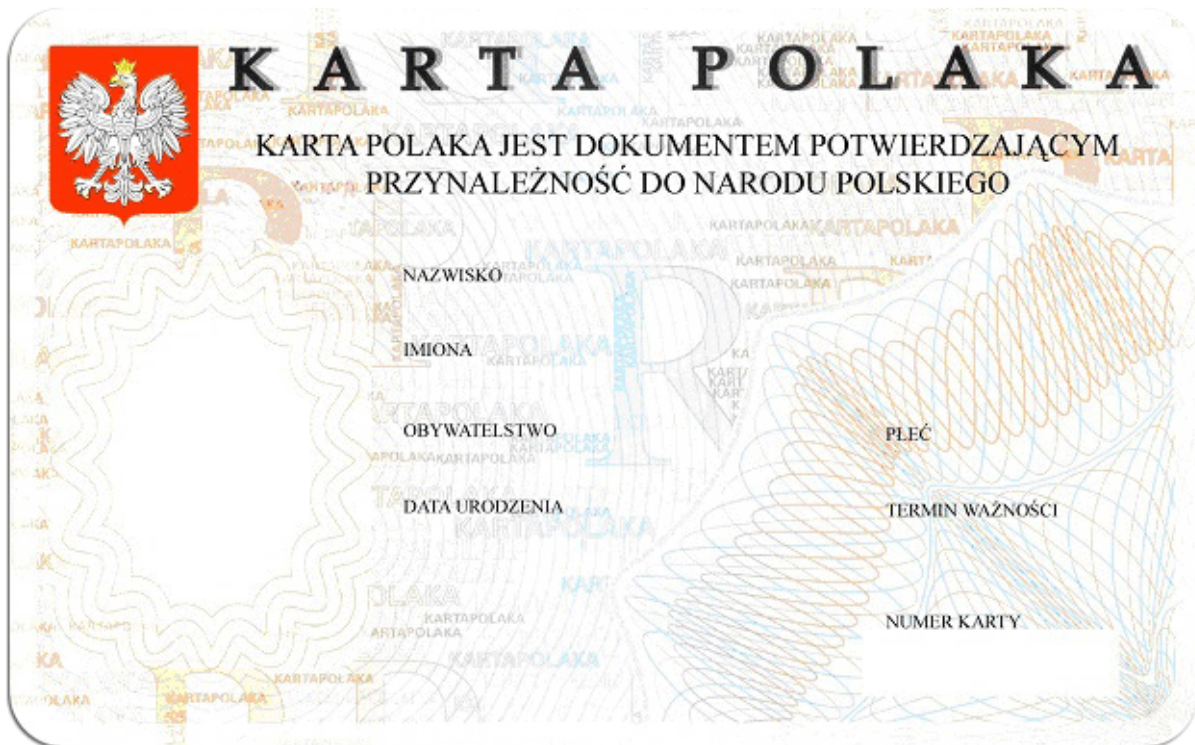 KARTA POLAKA
KARTA POLAKA JEST DOKUMENTEM POTWIERDZAJĄCYM
PRZYNALEŻNOŚĆ DO NARODU POLSKIEGO
NAZWISKO
IMIONA
OBYWATELSTWO
PŁEĆ
DATA URODZENIA
TERMIN WAŻNOŚCI
NUMER KARTY